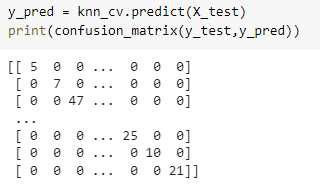 y_pred = knn_cv.predict(X_test)
print(confusion_matrix(y_test,y_pred))
[[ 5  0  0 ...  0  0  0]
 [ 0  7  0 ...  0  0  0]
 [ 0  0 47 ...  0  0  0]
 ...
 [ 0  0  0 ... 25  0  0]
 [ 0  0  0 ...  0 10  0]
 [ 0  0  0 ...  0  0 21]]